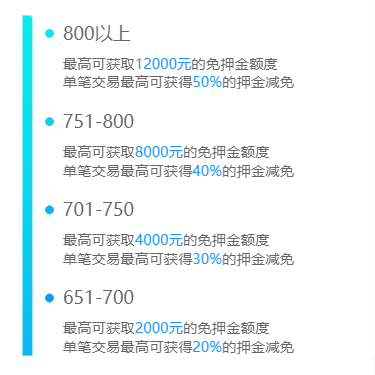 800以上
最高可获取12000元的免押金额度
单笔交易最高可获得50%的押金减免
751-800
最高可获取8000元的免押金额度
单笔交易最高可获得40%的押金减免
701-750
最高可获取4000元的免押金额度
单笔交易最高可获得30%的押金减免
651-700
最高可获取2000元的免押金额度
单笔交易最高可获得20%的押金减免